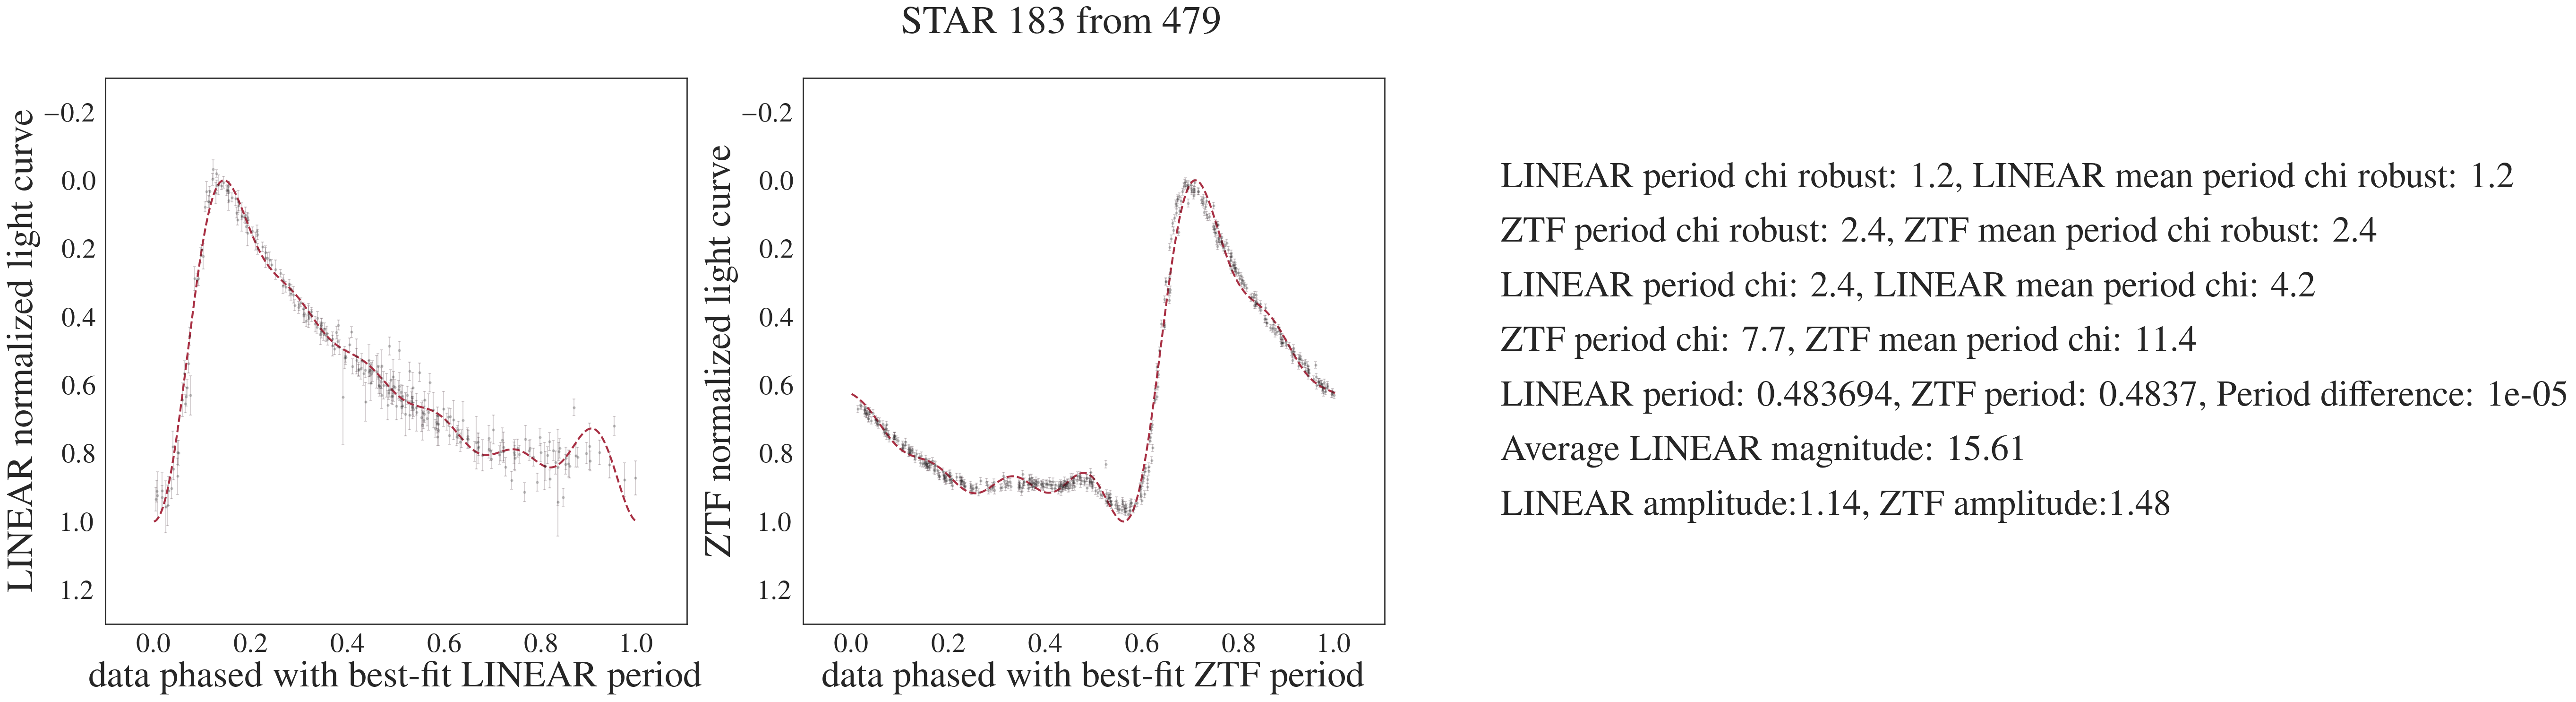 STAR 183 from 479
LINEAR normalized light curve
−0.2
0.0
0.2
0.4
0.6
0.8
1.0
1.2
0.0 0.2 0.4 0.6 0.8 1.0
data phased with best-fit LINEAR period
ZTF normalized light curve
−0.2
0.0
0.2
0.4
0.6
0.8
1.0
1.2
0.0 0.2 0.4 0.6 0.8 1.0
data phased with best-fit ZTF period
LINEAR period chi robust: 1.2, LINEAR mean period chi robust: 1.2
ZTF period chi robust: 2.4, ZTF mean period chi robust: 2.4
LINEAR period chi: 2.4, LINEAR mean period chi: 4.2
ZTF period chi: 7.7, ZTF mean period chi: 11.4
LINEAR period: 0.483694, ZTF period: 0.4837, Period difference: 1e-05
Average LINEAR magnitude: 15.61
LINEAR amplitude:1.14, ZTF amplitude:1.48